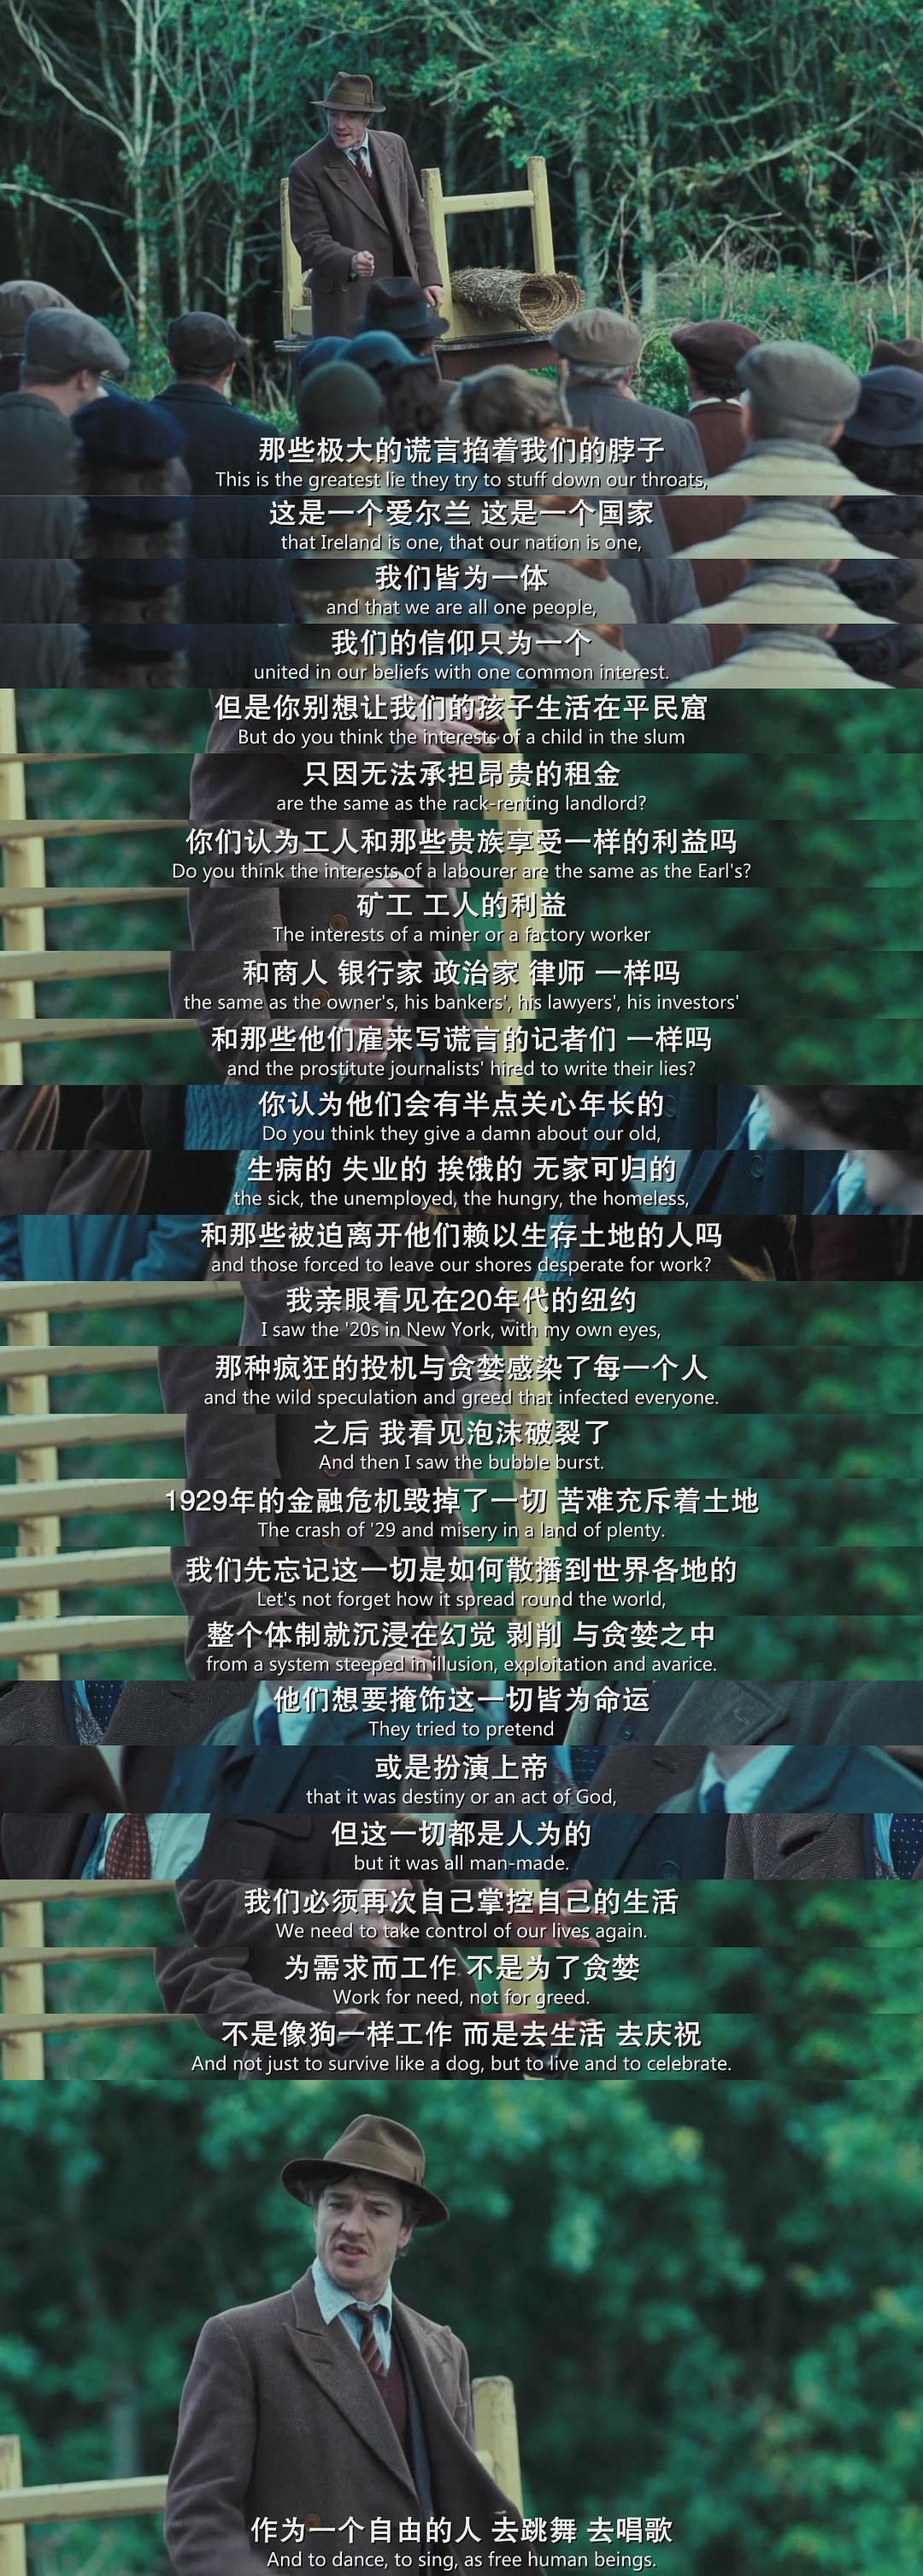 那些极大的谎言掐着我们的脖子
This is the greatest lie they try to stuff down our throats,
这是一个爱尔兰 这是一个国家
that Ireland is one, that our nation is one,
我们皆为一体
and that we are all one people,
我们的信仰只为一个
united in our beliefs with one common interest.
但是你别想让我们的孩子生活在平民窟
But do you think the interests of a child in the slum
只因无法承担昂贵的租金
are the same as the rack-renting landlord?
你们认为工人和那些贵族享受一样的利益吗
Do you think the interests of a labourer are the same as the Earl's?
矿工 工人的利益
The interests of a miner or a factory worker
和商人 银行家 政治家 律师 一样吗
the same as the owner's, his bankers', his lawyers', his investors'
和那些他们雇来写谎言的记者们 一样吗
and the prostitute journalists' hired to write their lies?
你认为他们会有半点关心年长的
Do you think they give a damn about our old,
生病的 失业的 挨饿的 无家可归的
the sick, the unemployed, the hungry, the homeless,
和那些被迫离开他们赖以生存土地的人吗
and those forced to leave our shores desperate for work?
我亲眼看见在20年代的纽约
I saw the '20s in New York, with my own eyes,
那种疯狂的投机与贪婪感染了每一个人
and the wild speculation and greed that infected everyone.
之后 我看见泡沫破裂了
And then I saw the bubble burst.
1929年的金融危机毁掉了一切 苦难充斥着土地
The crash of '29 and misery in a land of plenty.
我们先忘记这一切是如何散播到世界各地的
Let's not forget how it spread round the world,
整个体制就沉浸在幻觉 剥削 与贪婪之中
from a system steeped in illusion, exploitation and avarice.
他们想要掩饰这一切皆为命运
They tried to pretend
或是扮演上帝
that it was destiny or an act of God,
但这一切都是人为的
but it was all man-made.
我们必须再次自己掌控自己的生活
We need to take control of our lives again.
为需求而工作 不是为了贪婪
Work for need, not for greed.
不是像狗一样工作 而是去生活 去庆祝
And not just to survive like a dog, but to live and to celebrate.
作为一个自由的人 去跳舞 去唱歌
And to dance, to sing, as free human beings.